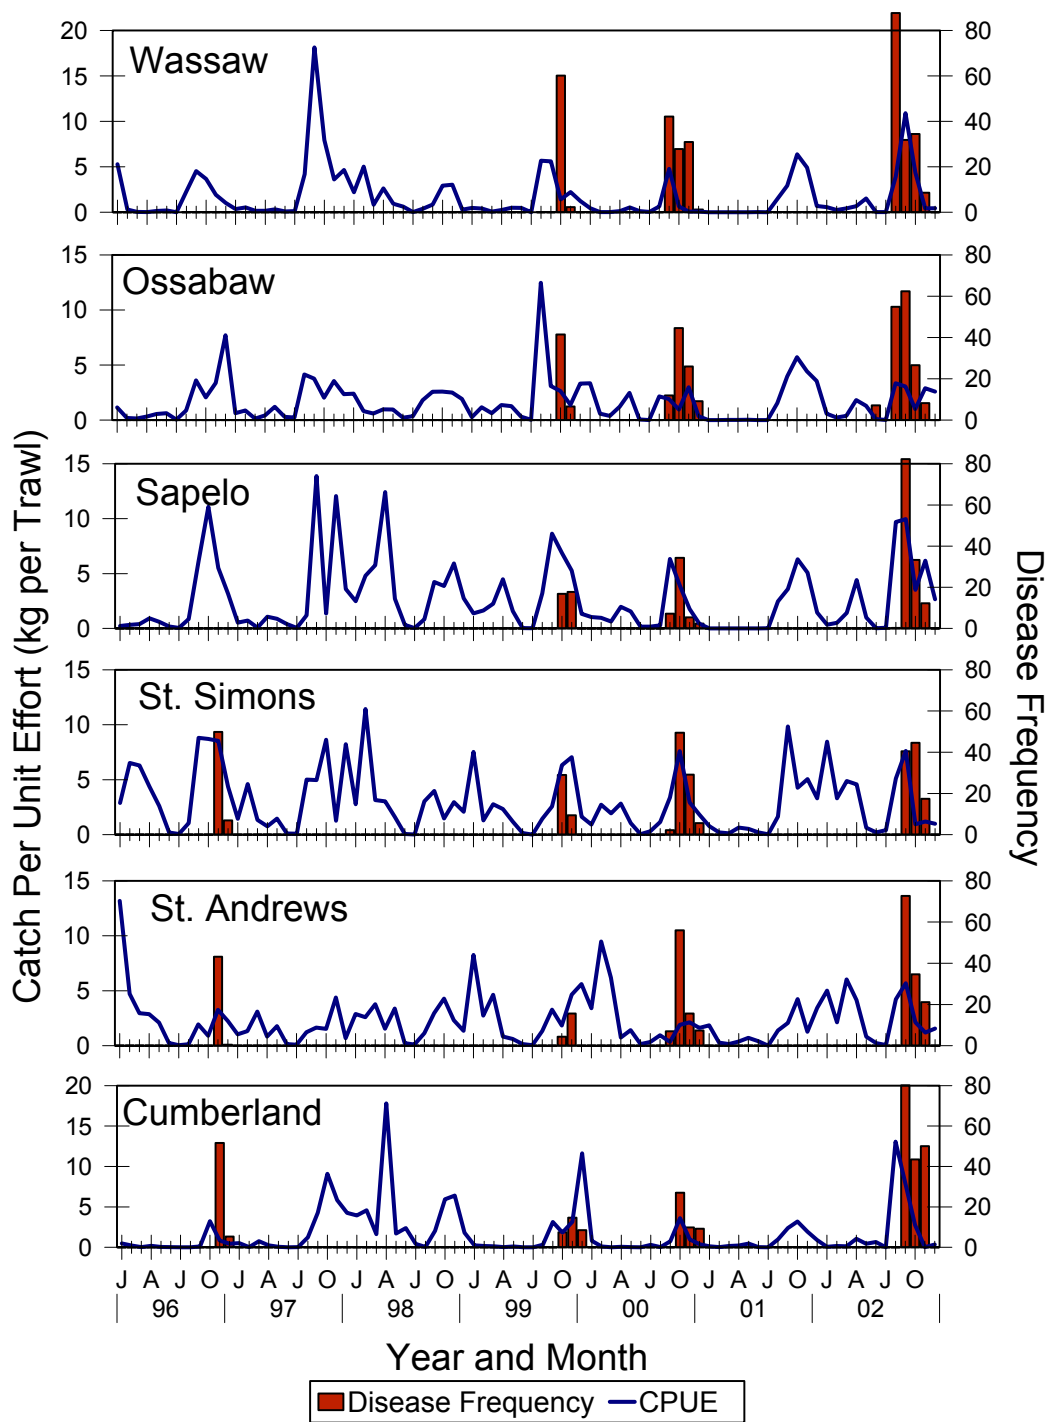 Catch Per Unit Effort (kg per Trawl)
Disease Frequency
20 Wassaw 80
15 60
10 40
5 20
0 0
15 Ossabaw 80
10 60
5 40
0 20
0
15 Sapelo 80
10 60
5 40
0 20
0
15 St. Simons 80
10 60
5 40
0 20
0
15 St. Andrews 80
10 60
5 40
0 20
0
20 Cumberland 80
15 60
10 40
5 20
0 0
J A J O J A J O J A J O J A J O J A J O J A J O J A J O
96 97 98 99 00 01 02
Year and Month
Disease Frequency CPUE